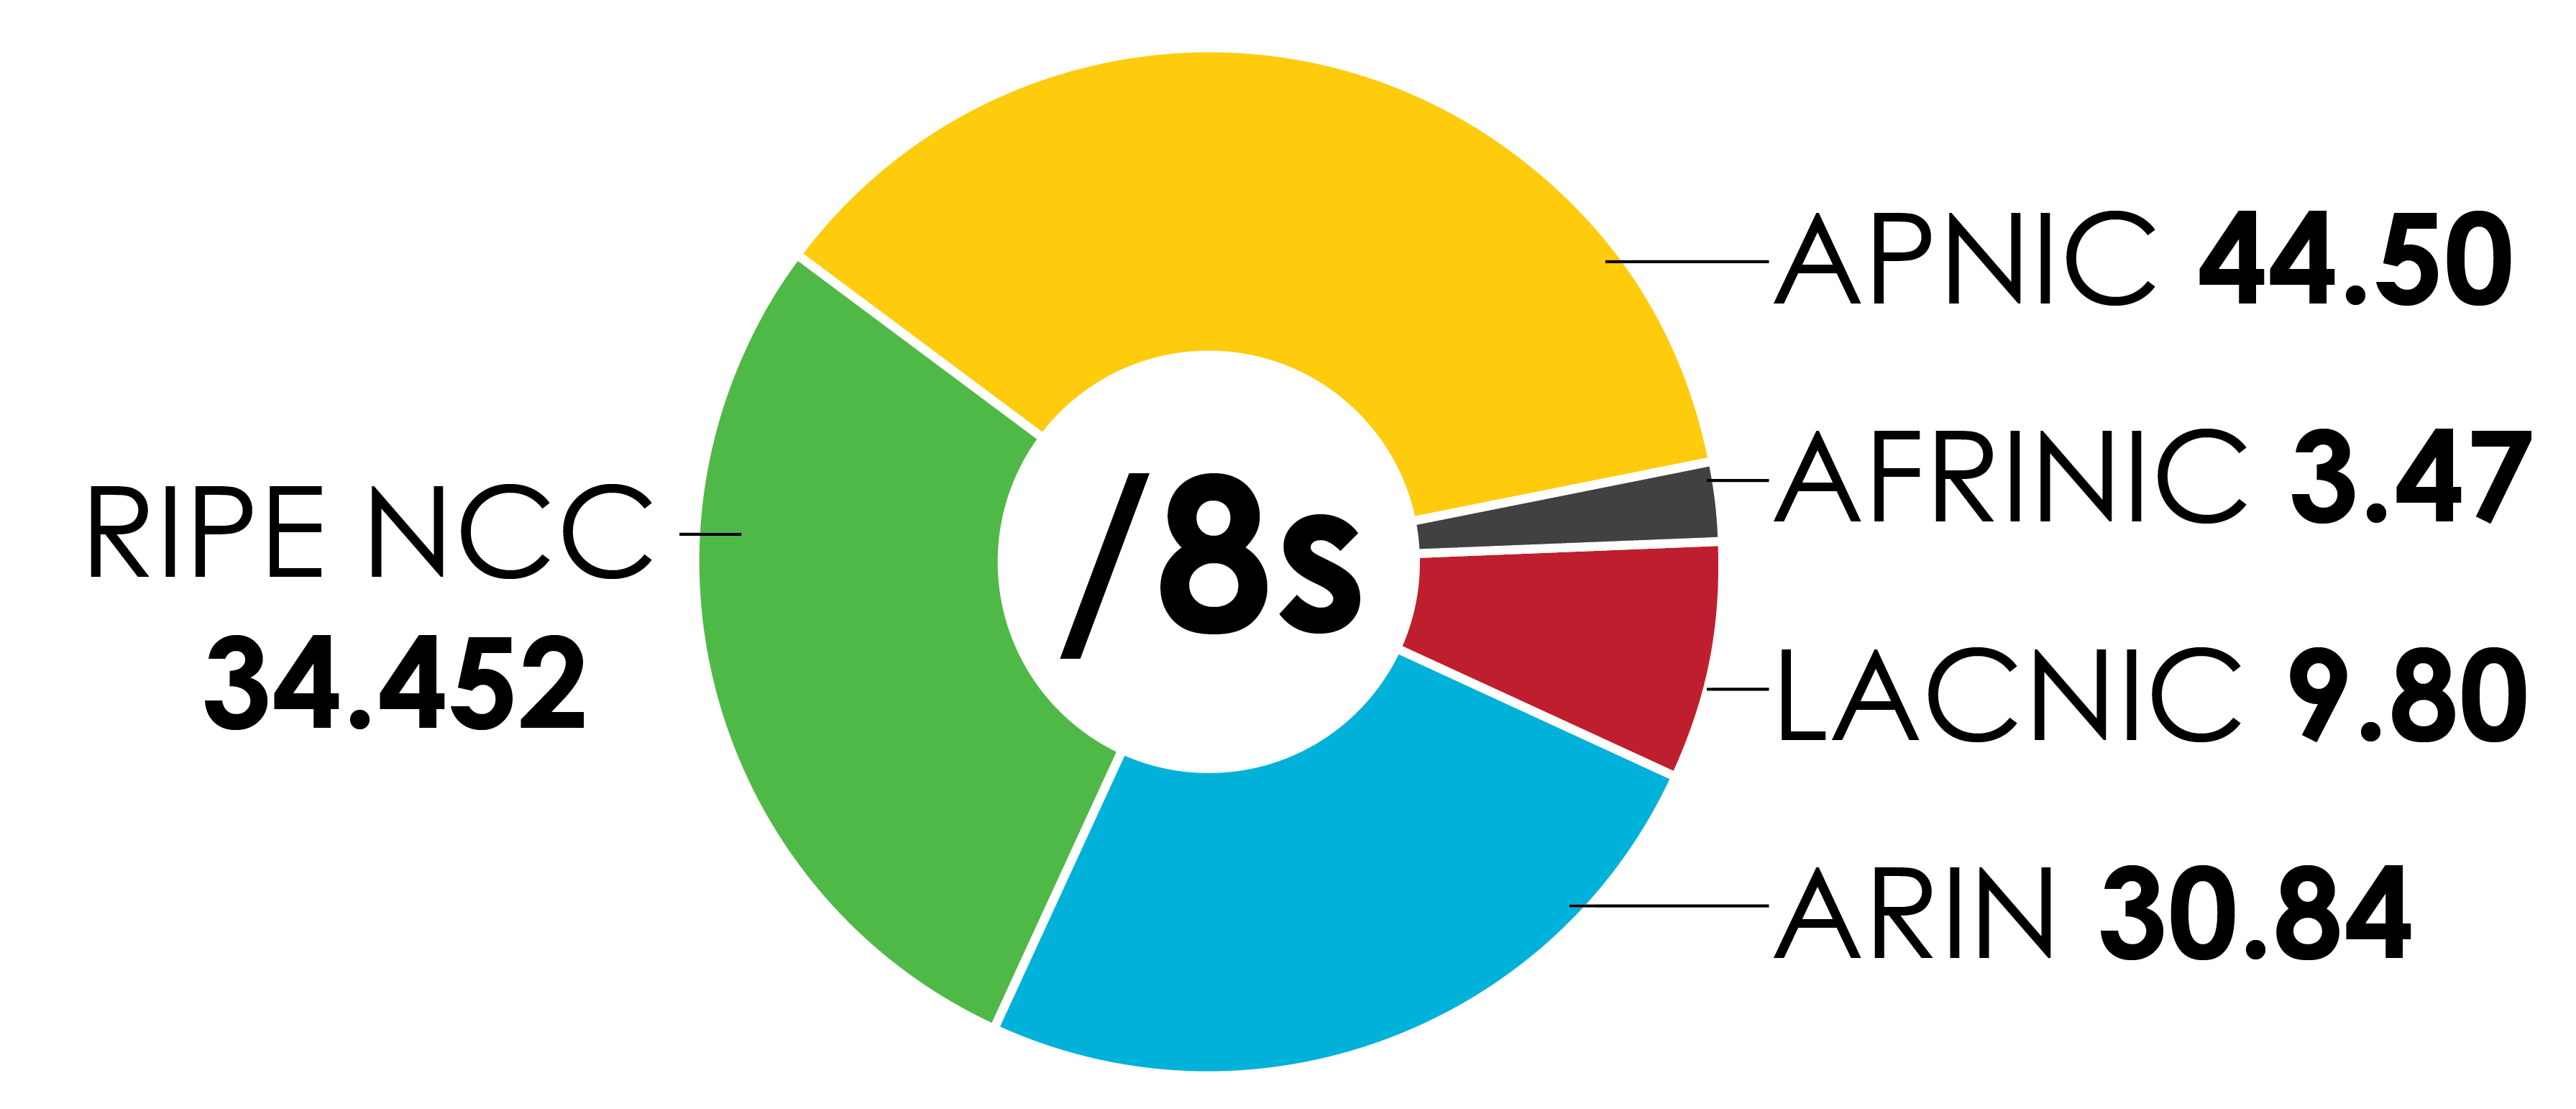 APNIC 44.50
AFRINIC 3.47
RIPE NCC
34.452
/8s
LACNIC 9.80
ARIN 30.84